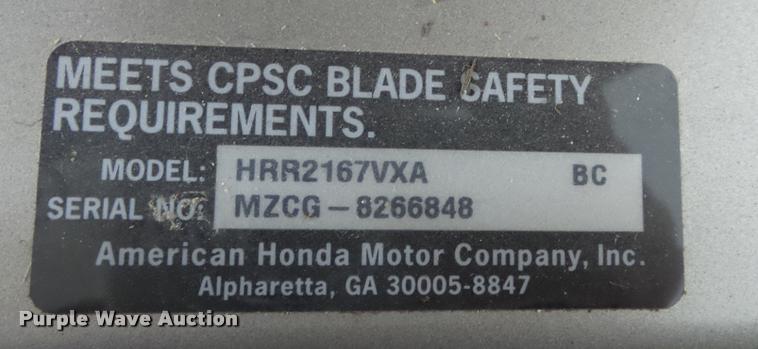 MEETS CPSC BLADE SAFETY
REQUIREMENTS.
MODEL: HRR2167VXA BC
SERIAL NO: MZCG-8266848
American Honda Motor Company, Inc.
Alpharetta, GA 30005-8847
Purple Wave Auction